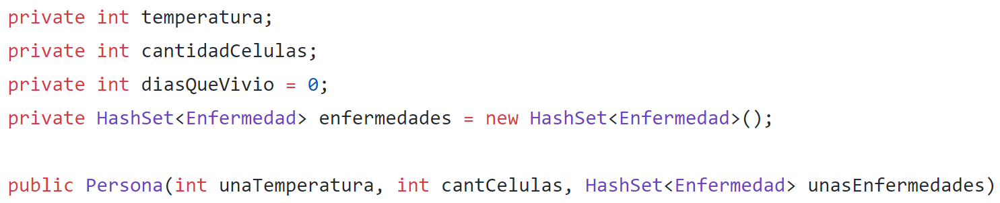 private int temperatura;
private int cantidadCelulas;
private int diasQueVivio = 0;
private HashSet<Enfermedad> enfermedades = new HashSet<Enfermedad>();
public Persona(int unaTemperatura, int cantCelulas, HashSet<Enfermedad> unasEnfermedades)